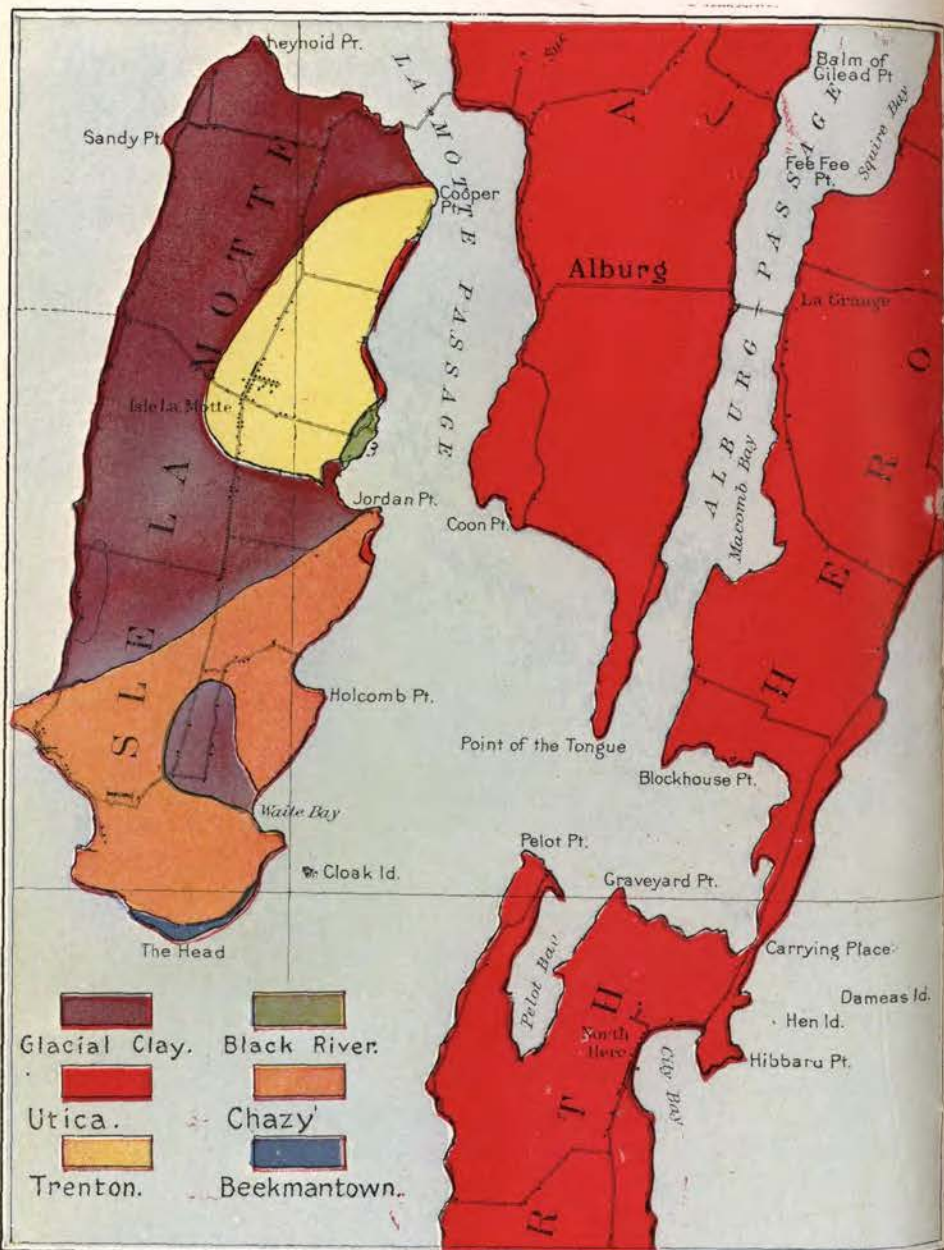 heynoid Pt.
Sandy Pt.
LA MOTTE PASSAGE
Cooper
Pt.
Balm of
Gilead Pt
Squire Bay
Fee Fee
Pt.
ALBURG PASSAGE
Alburg
La Grange
ISLE LA MOTTE
Isle La Motte
3
Jordan Pt.
Coon Pt.
Macomb Bay
Holcomb Pt.
Point of the Tongue
Blockhouse Pt.
Waite Bay
Cloak Id.
Pelot Pt.
Graveyard Pt.
The Head
Pelot Bay
Carrying Place
Dameas Id.
Hen Id.
Hibbaru Pt.
North
Hero
City Bay
R T H
H E R O
Glacial Clay. Black River.
Utica. Chazy
Trenton. Beekmantown.